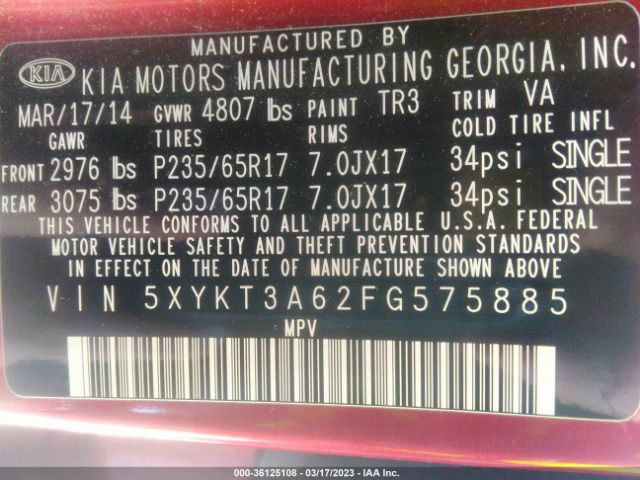 MANUFACTURED BY
KIA KIA MOTORS MANUFACTURING GEORGIA, INC.
MAR/17/14 GVWR 4807 lbs PAINT TR3 TRIM VA
GAWR TIRES RIMS COLD TIRE INFL
FRONT 2976 lbs P235/65R17 7.0JX17 34psi SINGLE
REAR 3075 lbs P235/65R17 7.0JX17 34psi SINGLE
THIS VEHICLE CONFORMS TO ALL APPLICABLE U.S.A. FEDERAL
MOTOR VEHICLE SAFETY AND THEFT PREVENTION STANDARDS
IN EFFECT ON THE DATE OF MANUFACTURE SHOWN ABOVE
VIN 5XYKT3A62FG575885
MPV
000-36125108 - 03/17/2023 - IAA Inc.